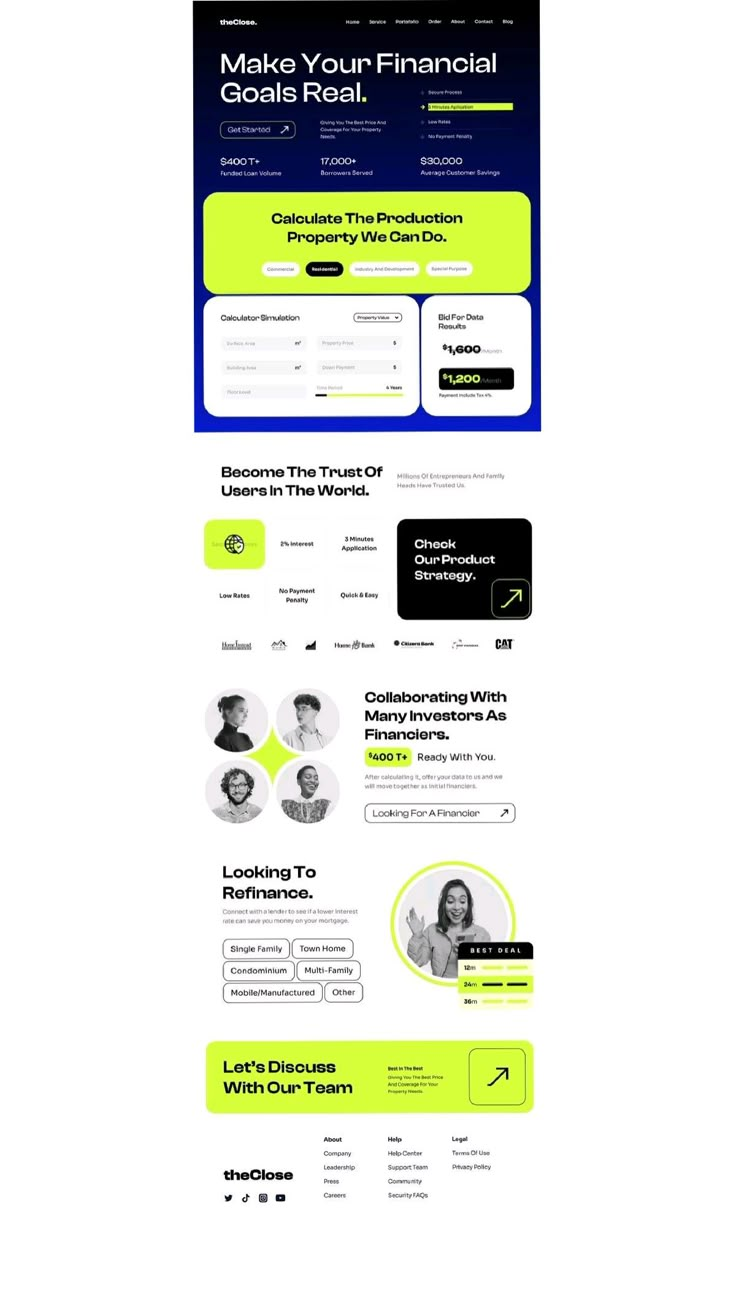 theClose.
Home Service Portofolio Order About Contact Blog
Make Your Financial
Goals Real.
Secure Process
3 Minutes Aplication
Low Rates
No Payment Penalty
Get Started
Giving You The Best Price And
Coverage For Your Property
Needs.
$400 T+
Funded Loan Volume
17,000+
Borrowers Served
$30,000
Average Customer Savings
Calculate The Production
Property We Can Do.
Commercial
Residential
Industry And Development
Special Purpose
Calculator Simulation
Property Value
Surface Area m²
Property Price $
Building Area m²
Down Payment $
Floor Level
Time Period 4 Years
Bid For Data
Results
$1,600 /Month
$1,200 /Month
Payment Include Tax 4%.
Become The Trust Of
Users In The World.
Millions Of Entrepreneurs And Family
Heads Have Trusted Us.
2% Interest
3 Minutes
Application
Low Rates
No Payment
Penalty
Quick & Easy
Check
Our Product
Strategy.
Home Bank
Citizens Bank
CAT
Collaborating With
Many Investors As
Financiers.
$400 T+ Ready With You.
After calculating it, offer your data to us and we
will move together as initial financiers.
Looking For A Financier
Looking To
Refinance.
Connect with a lender to see if a lower interest
rate can save you money on your mortgage.
Single Family
Town Home
Condominium
Multi-Family
Mobile/Manufactured
Other
BEST DEAL
12m
24m
36m
Let's Discuss
With Our Team
Best In The Best
Giving You The Best Price
And Coverage For Your
Property Needs.
theClose
About
Company
Leadership
Press
Careers
Help
Help Center
Support Team
Community
Security FAQs
Legal
Terms Of Use
Privacy Policy